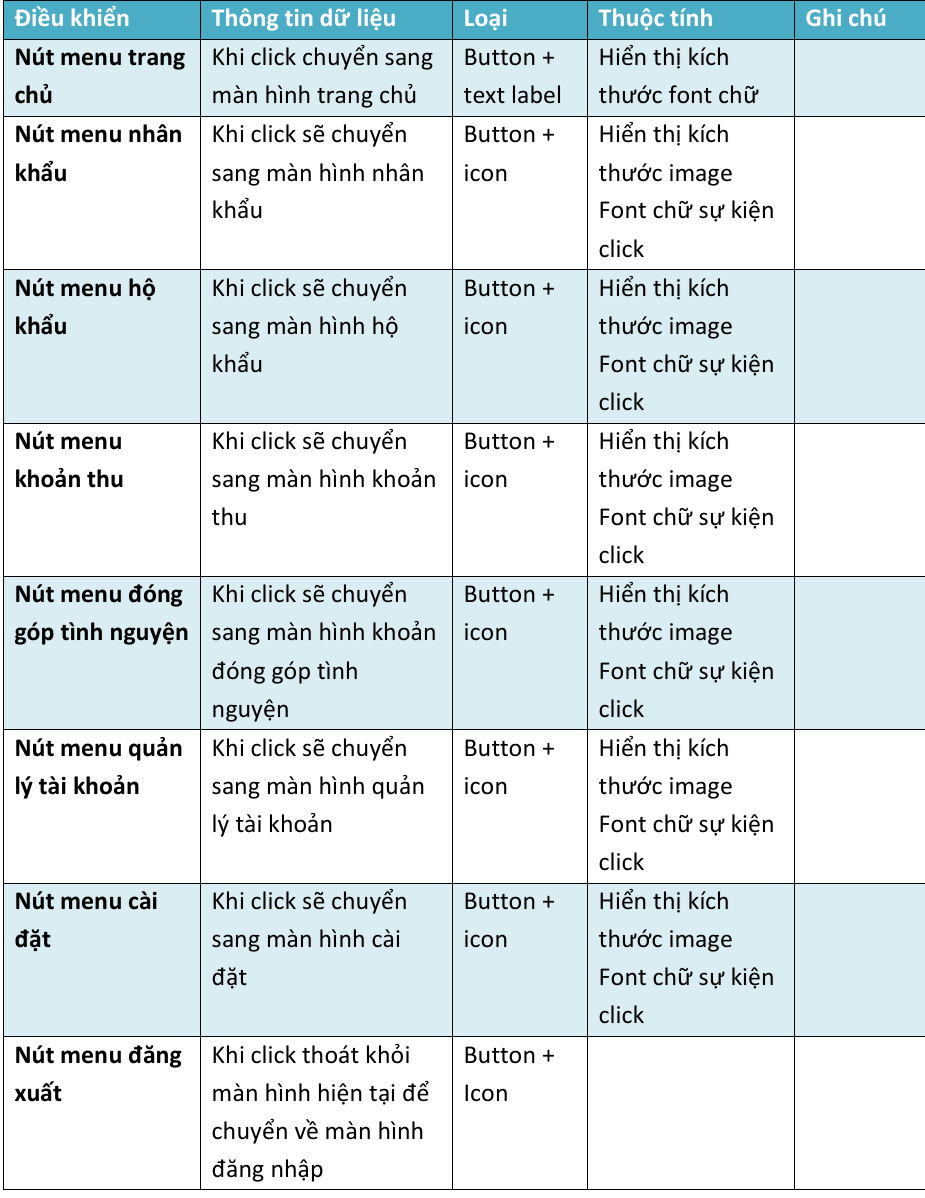 Điều khiển Thông tin dữ liệu Loại Thuộc tính Ghi chú
Nút menu trang Khi click chuyển sang Button + Hiển thị kích
chủ màn hình trang chủ text label thước font chữ
Nút menu nhân Khi click sẽ chuyển Button + Hiển thị kích
khẩu sang màn hình nhân icon thước image
khẩu Font chữ sự kiện
click
Nút menu hộ Khi click sẽ chuyển Button + Hiển thị kích
khẩu sang màn hình hộ icon thước image
khẩu Font chữ sự kiện
click
Nút menu Khi click sẽ chuyển Button + Hiển thị kích
khoản thu sang màn hình khoản icon thước image
thu Font chữ sự kiện
click
Nút menu đóng Khi click sẽ chuyển Button + Hiển thị kích
góp tình nguyện sang màn hình khoản icon thước image
đóng góp tình Font chữ sự kiện
nguyện click
Nút menu quản Khi click sẽ chuyển Button + Hiển thị kích
lý tài khoản sang màn hình quản icon thước image
lý tài khoản Font chữ sự kiện
click
Nút menu cài Khi click sẽ chuyển Button + Hiển thị kích
đặt sang màn hình cài icon thước image
đặt Font chữ sự kiện
click
Nút menu đăng Khi click thoát khỏi Button +
xuất màn hình hiện tại để Icon
chuyển về màn hình
đăng nhập